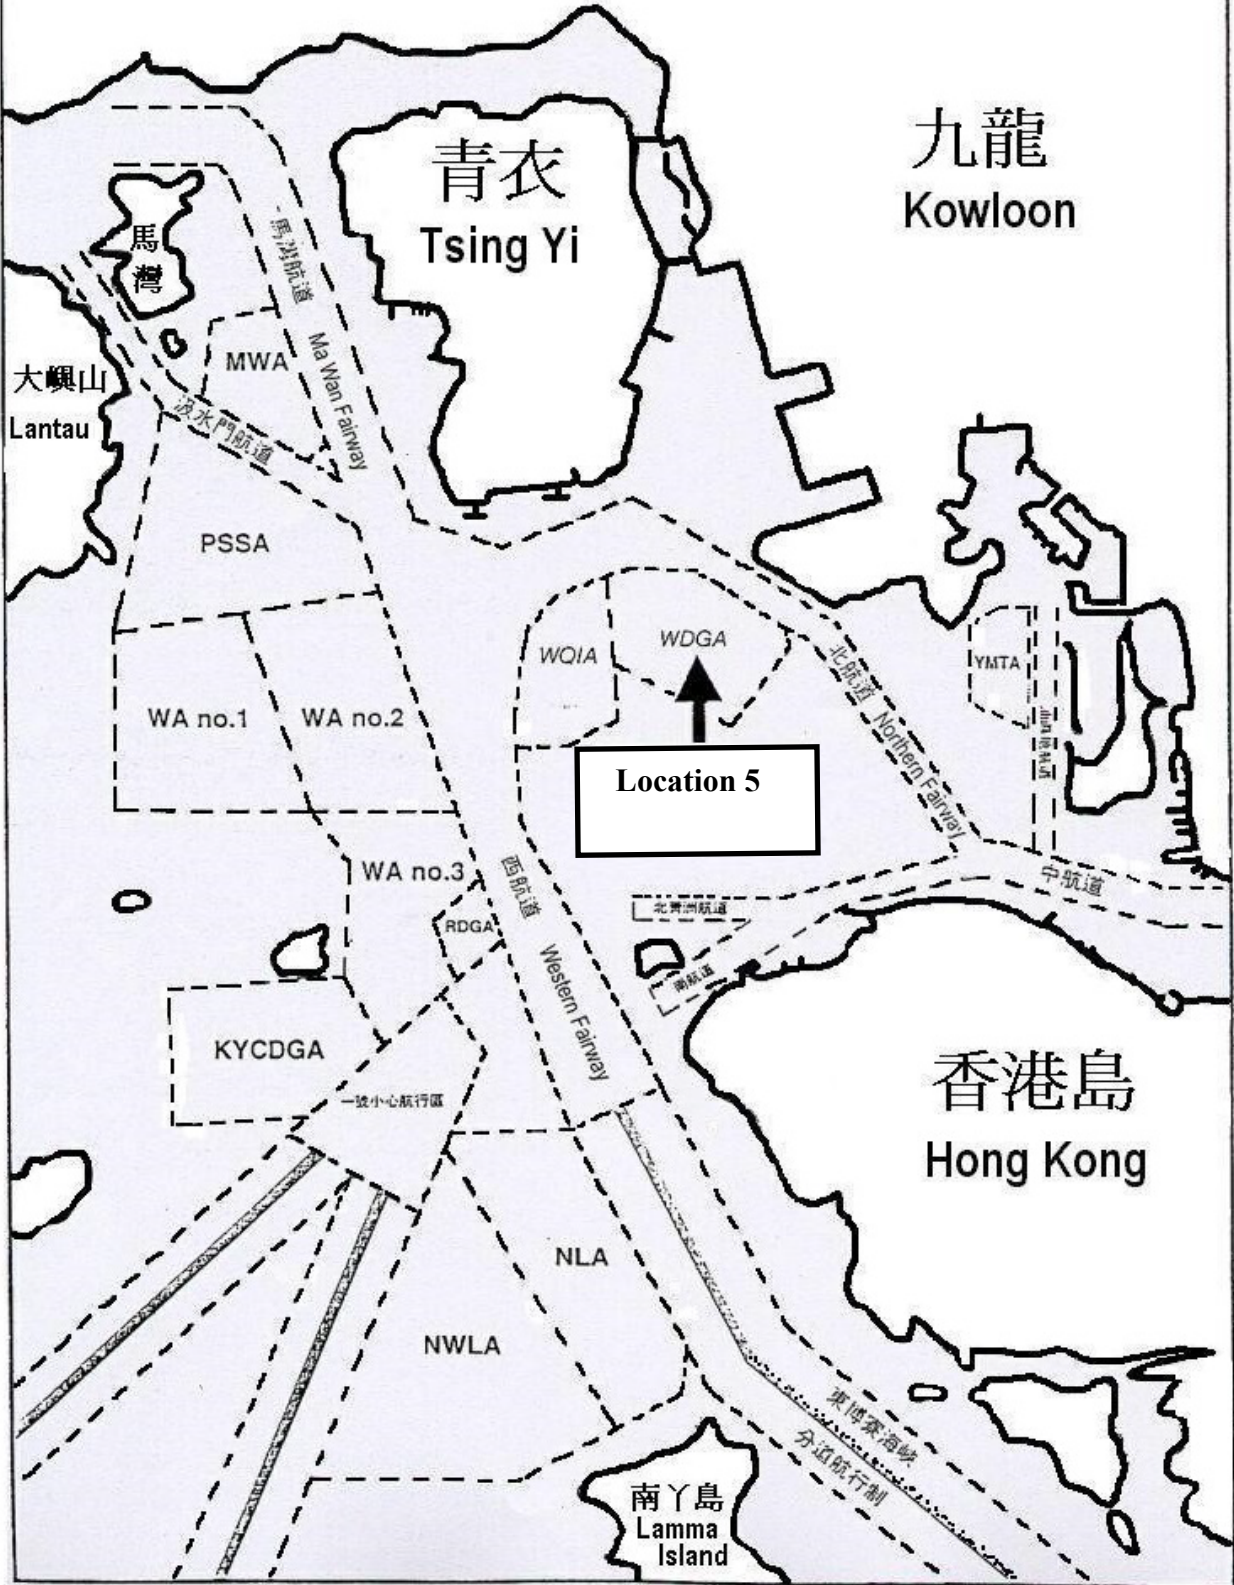 九龍
Kowloon
青衣
Tsing Yi
馬灣
馬灣航道 Ma Wan Fairway
MWA
大嶼山
Lantau
汲水門航道
PSSA
WQIA
WDGA
YMTA
北航道 Northern Fairway
WA no.1
WA no.2
Location 5
WA no.3
西航道 Western Fairway
中航道
北青洲航道
RDGA
南航道
KYCDGA
一號小心航行區
香港島
Hong Kong
NLA
NWLA
東博寮海峽
分道航行制
南丫島
Lamma
Island